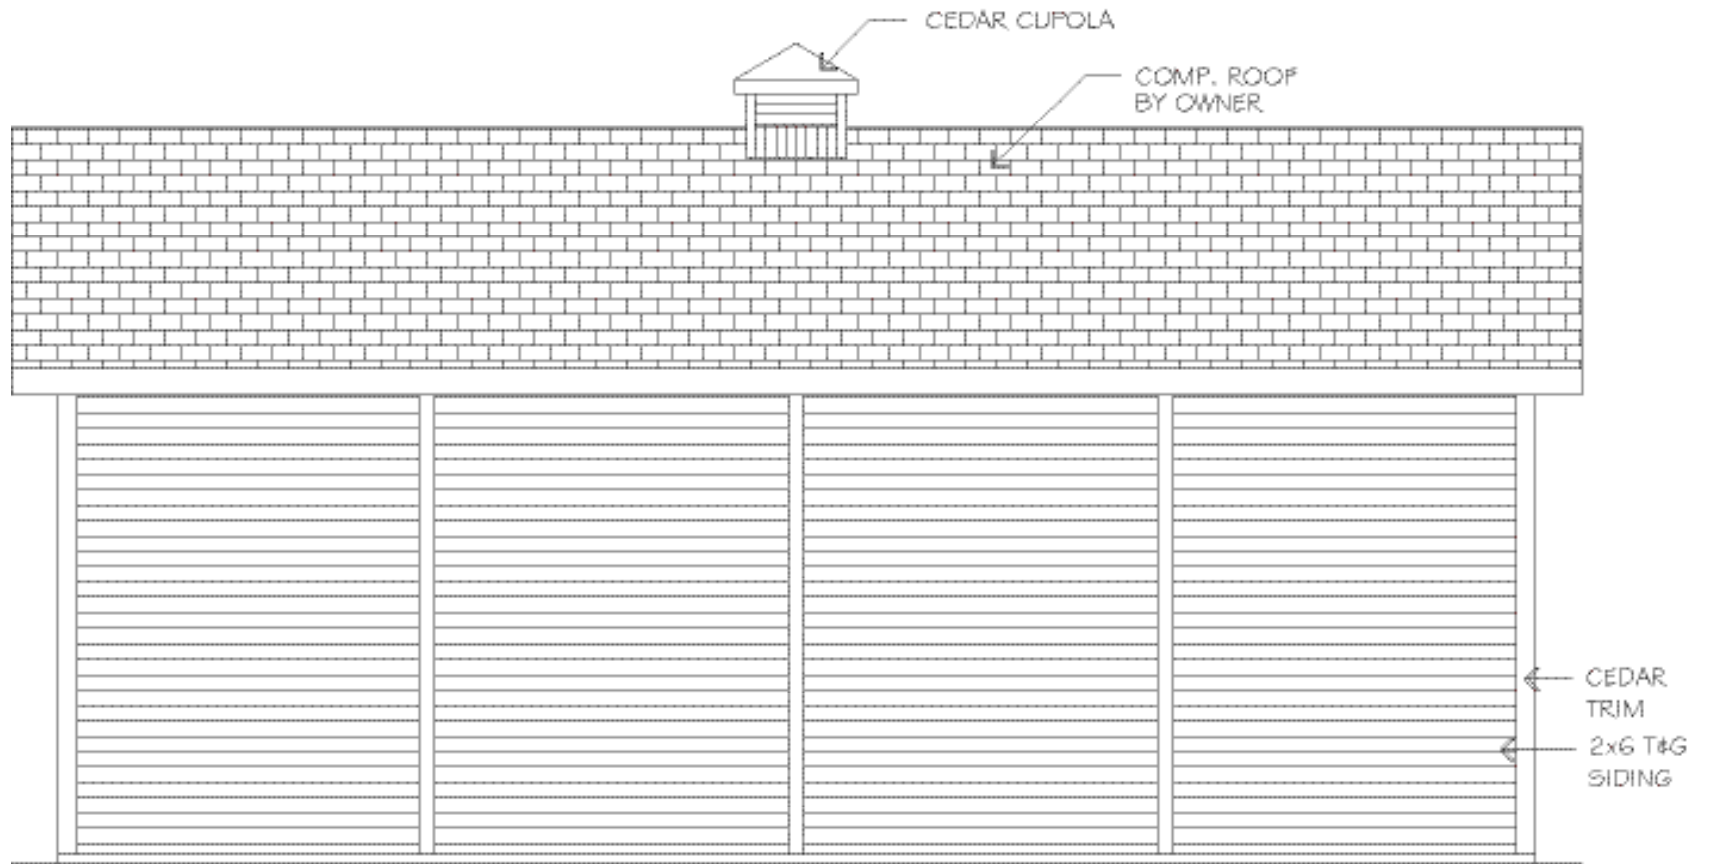 CEDAR CUPOLA
COMP. ROOF
BY OWNER
CEDAR
TRIM
2x6 T&G
SIDING